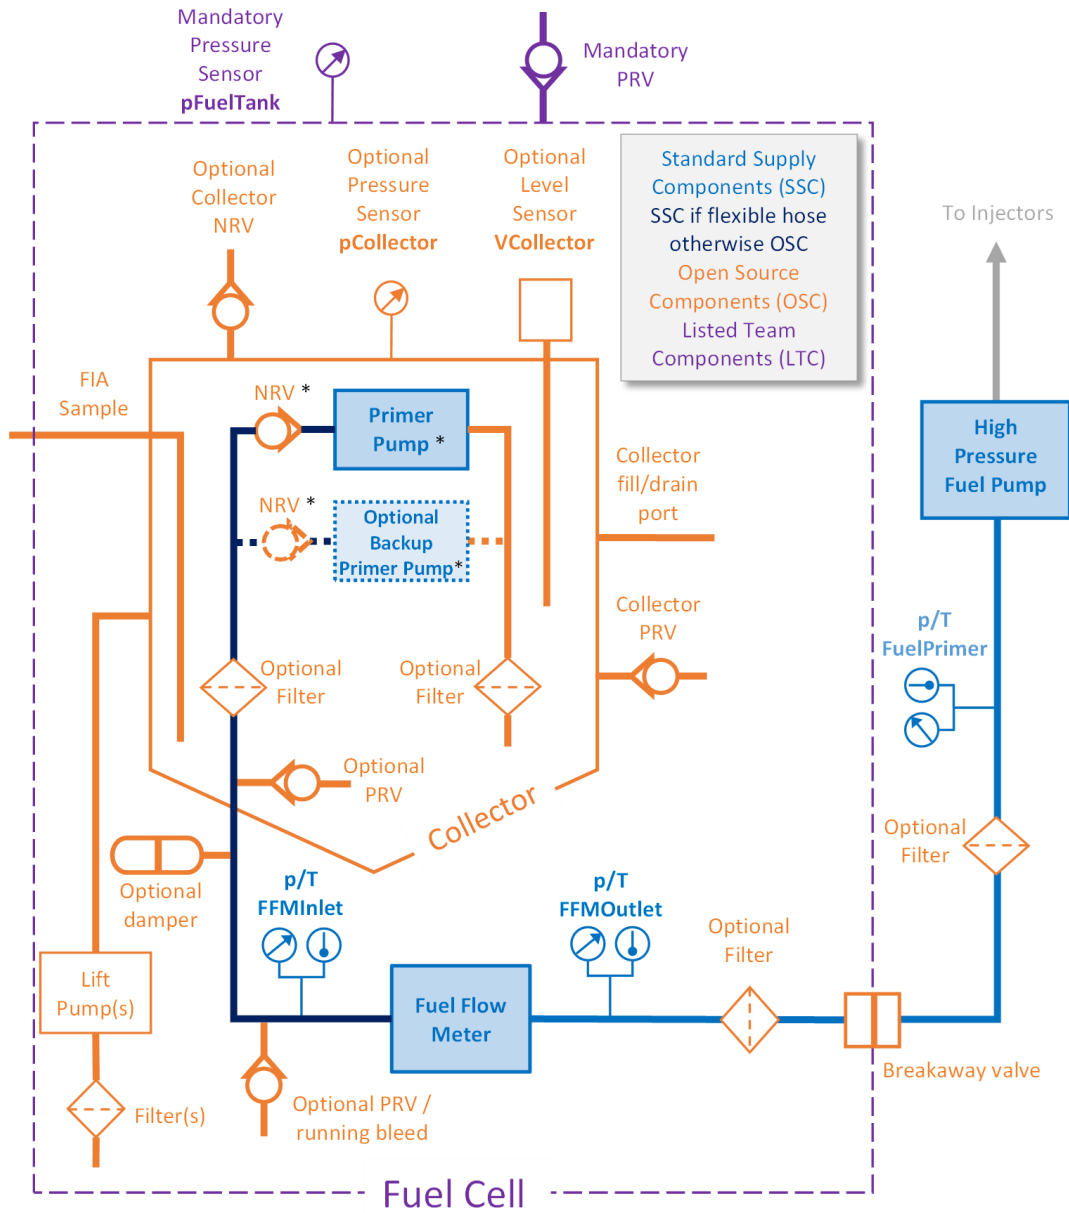 Mandatory
Pressure
Sensor
pFuelTank
Mandatory
PRV
Optional
Collector
NRV
Optional
Pressure
Sensor
pCollector
Optional
Level
Sensor
VCollector
Standard Supply
Components (SSC)
SSC if flexible hose
otherwise OSC
Open Source
Components (OSC)
Listed Team
Components (LTC)
To Injectors
FIA
Sample
NRV *
Primer
Pump *
High
Pressure
Fuel Pump
Collector
fill/drain
port
NRV *
Optional
Backup
Primer Pump*
Collector
PRV
p/T
FuelPrimer
Optional
Filter
Optional
Filter
Optional
PRV
Collector
Optional
Filter
Optional
damper
p/T
FFMInlet
p/T
FFMOutlet
Optional
Filter
Lift
Pump(s)
Fuel Flow
Meter
Breakaway valve
Filter(s)
Optional PRV /
running bleed
Fuel Cell